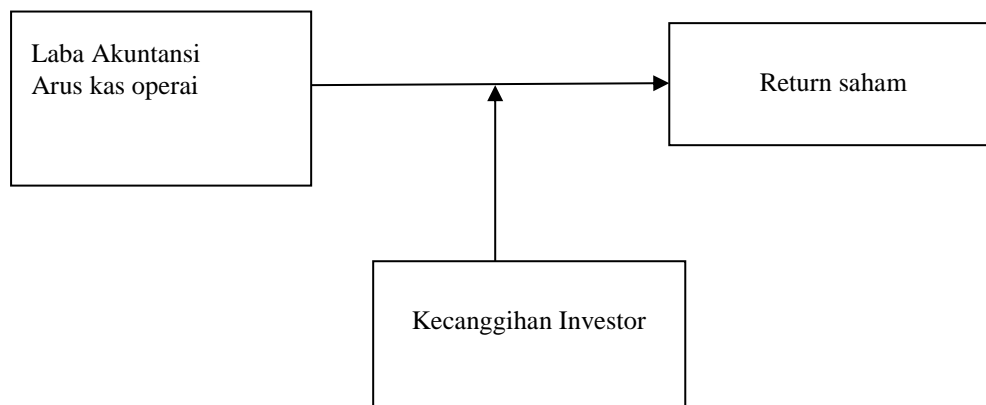 Laba Akuntansi
Arus kas operai
Return saham
Kecanggihan Investor